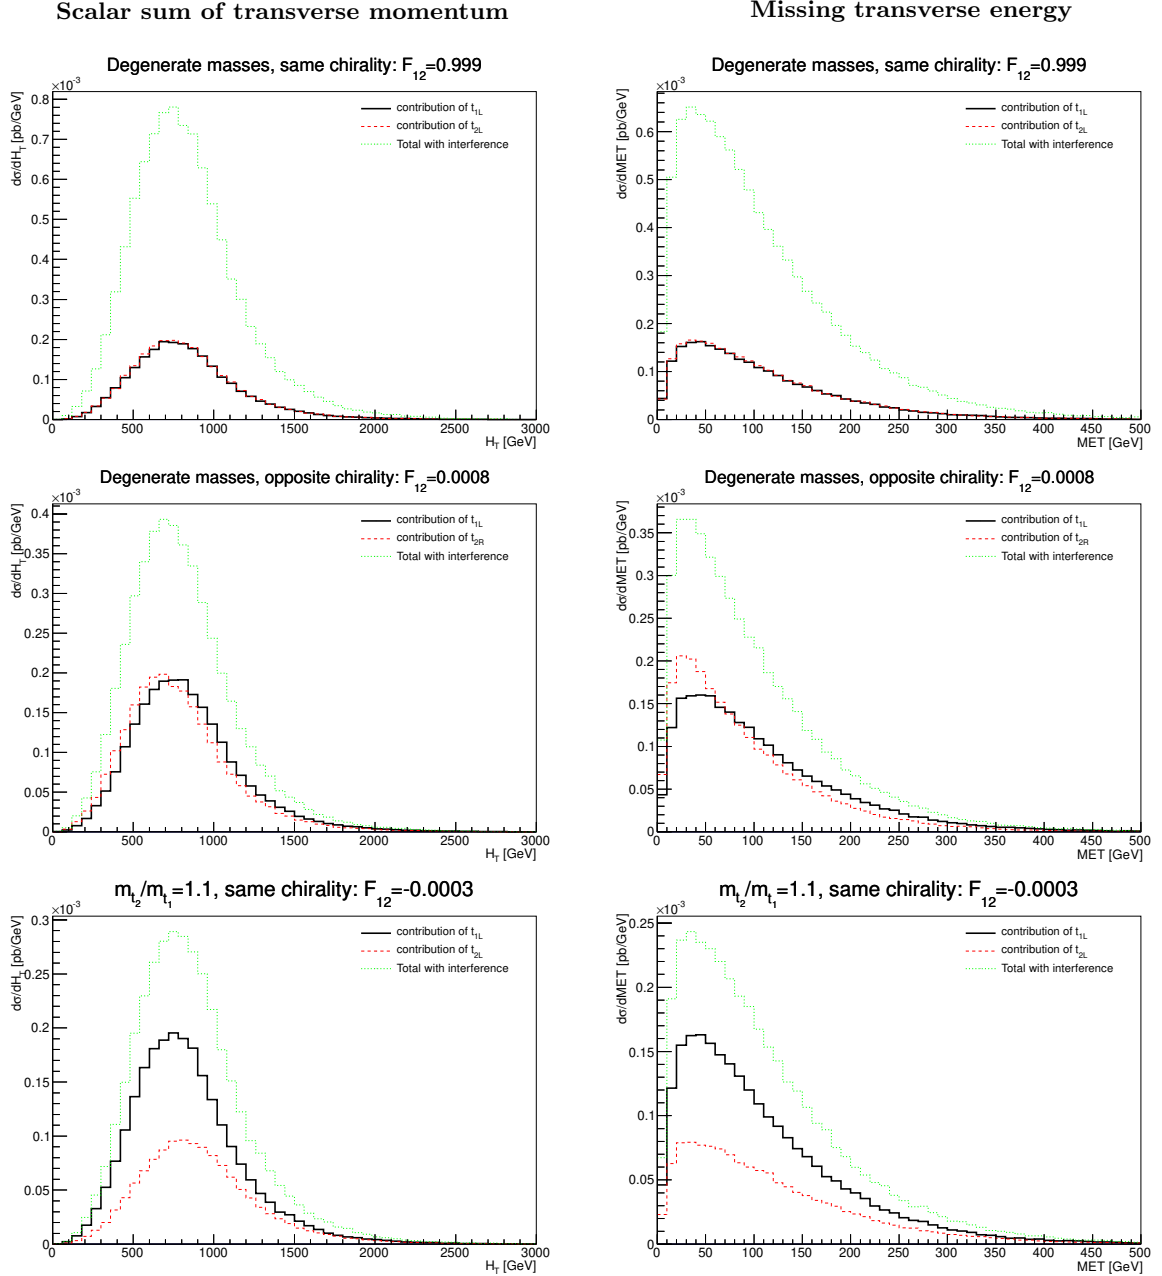 Scalar sum of transverse momentum
Missing transverse energy
Degenerate masses, same chirality: F12=0.999
×10-3
dσ/dHT [pb/GeV]
0.8
0.7
0.6
0.5
0.4
0.3
0.2
0.1
0
contribution of t1L
contribution of t2L
Total with interference
0 500 1000 1500 2000 2500 3000
HT [GeV]
Degenerate masses, same chirality: F12=0.999
×10-3
dσ/dMET [pb/GeV]
0.6
0.5
0.4
0.3
0.2
0.1
0
contribution of t1L
contribution of t2L
Total with interference
0 50 100 150 200 250 300 350 400 450 500
MET [GeV]
Degenerate masses, opposite chirality: F12=0.0008
×10-3
dσ/dHT [pb/GeV]
0.4
0.35
0.3
0.25
0.2
0.15
0.1
0.05
0
contribution of t1L
contribution of t2R
Total with interference
0 500 1000 1500 2000 2500 3000
HT [GeV]
Degenerate masses, opposite chirality: F12=0.0008
×10-3
dσ/dMET [pb/GeV]
0.35
0.3
0.25
0.2
0.15
0.1
0.05
0
contribution of t1L
contribution of t2R
Total with interference
0 50 100 150 200 250 300 350 400 450 500
MET [GeV]
mt2/mt1=1.1, same chirality: F12=-0.0003
×10-3
dσ/dHT [pb/GeV]
0.3
0.25
0.2
0.15
0.1
0.05
0
contribution of t1L
contribution of t2L
Total with interference
0 500 1000 1500 2000 2500 3000
HT [GeV]
mt2/mt1=1.1, same chirality: F12=-0.0003
×10-3
dσ/dMET [pb/GeV]
0.25
0.2
0.15
0.1
0.05
0
contribution of t1L
contribution of t2L
Total with interference
0 50 100 150 200 250 300 350 400 450 500
MET [GeV]